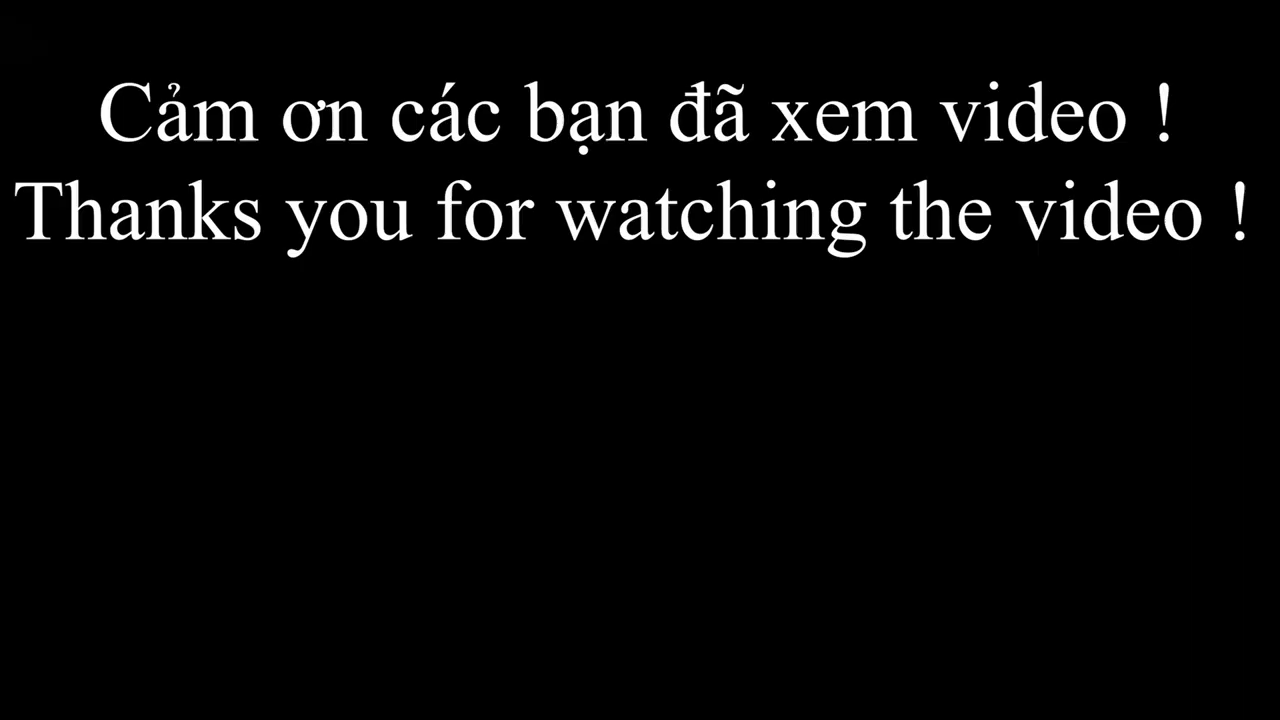 Cảm ơn các bạn đã xem video !
Thanks you for watching the video !